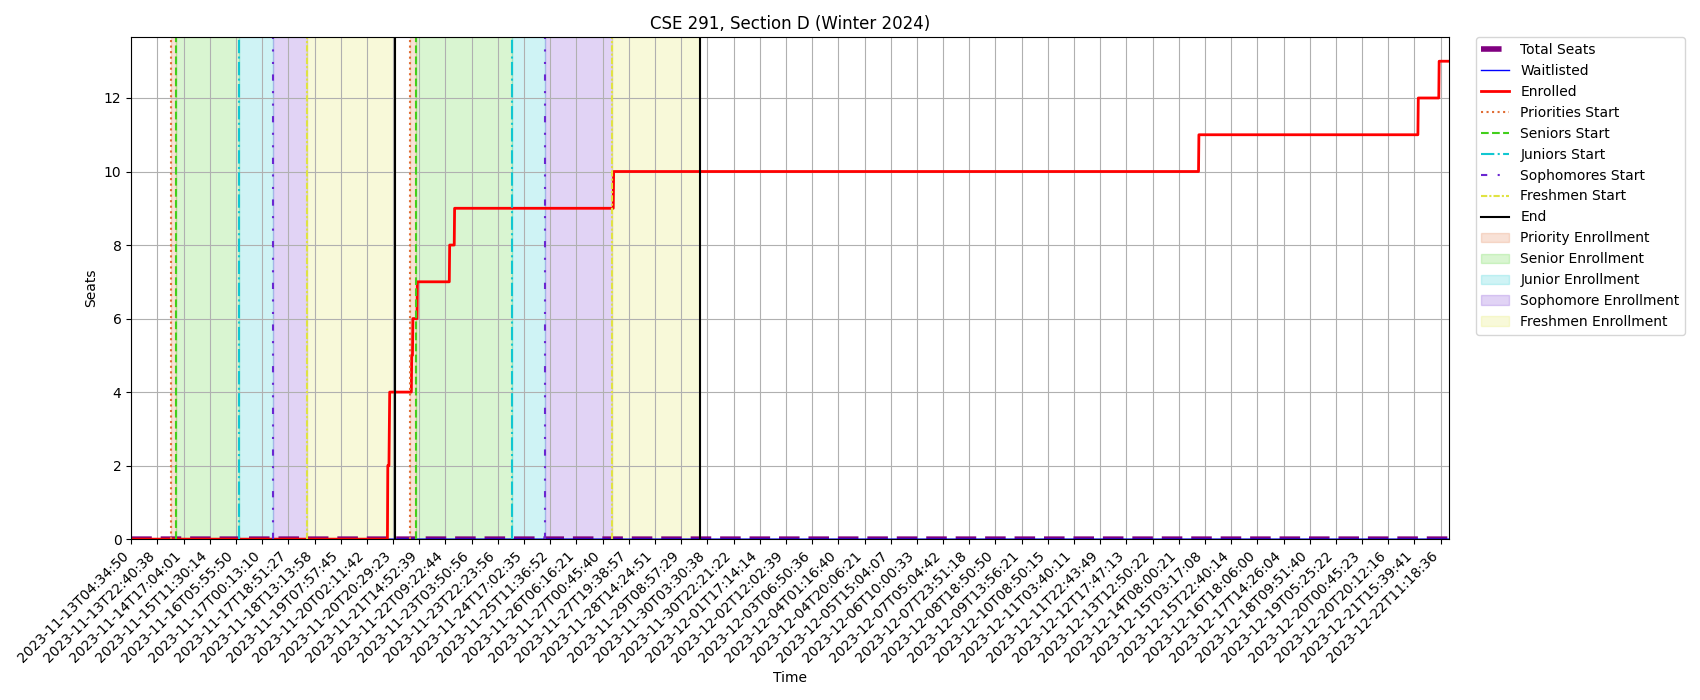 CSE 291, Section D (Winter 2024)
Seats
12
10
8
6
4
2
0
2023-11-13T04:34:50
2023-11-13T22:40:38
2023-11-14T17:04:01
2023-11-15T11:30:14
2023-11-16T05:55:50
2023-11-17T00:13:10
2023-11-17T18:51:27
2023-11-18T13:13:58
2023-11-19T07:57:45
2023-11-20T02:11:42
2023-11-20T20:29:23
2023-11-21T14:52:39
2023-11-22T09:22:44
2023-11-23T03:50:56
2023-11-23T22:23:56
2023-11-24T17:02:35
2023-11-25T11:36:52
2023-11-26T06:16:21
2023-11-27T00:45:40
2023-11-27T19:38:57
2023-11-28T14:24:51
2023-11-29T08:57:29
2023-11-30T03:30:38
2023-11-30T22:21:22
2023-12-01T17:14:14
2023-12-02T12:02:39
2023-12-03T06:50:36
2023-12-04T01:16:40
2023-12-04T20:06:21
2023-12-05T15:04:07
2023-12-06T10:00:33
2023-12-07T05:04:42
2023-12-07T23:51:18
2023-12-08T18:50:50
2023-12-09T13:56:21
2023-12-10T08:50:15
2023-12-11T03:40:11
2023-12-11T22:43:49
2023-12-12T17:47:13
2023-12-13T12:50:22
2023-12-14T08:00:21
2023-12-15T03:17:08
2023-12-15T22:40:14
2023-12-16T18:06:00
2023-12-17T14:26:04
2023-12-18T09:51:40
2023-12-19T05:25:22
2023-12-20T00:45:23
2023-12-20T20:12:16
2023-12-21T15:39:41
2023-12-22T11:18:36
Time
Total Seats
Waitlisted
Enrolled
Priorities Start
Seniors Start
Juniors Start
Sophomores Start
Freshmen Start
End
Priority Enrollment
Senior Enrollment
Junior Enrollment
Sophomore Enrollment
Freshmen Enrollment